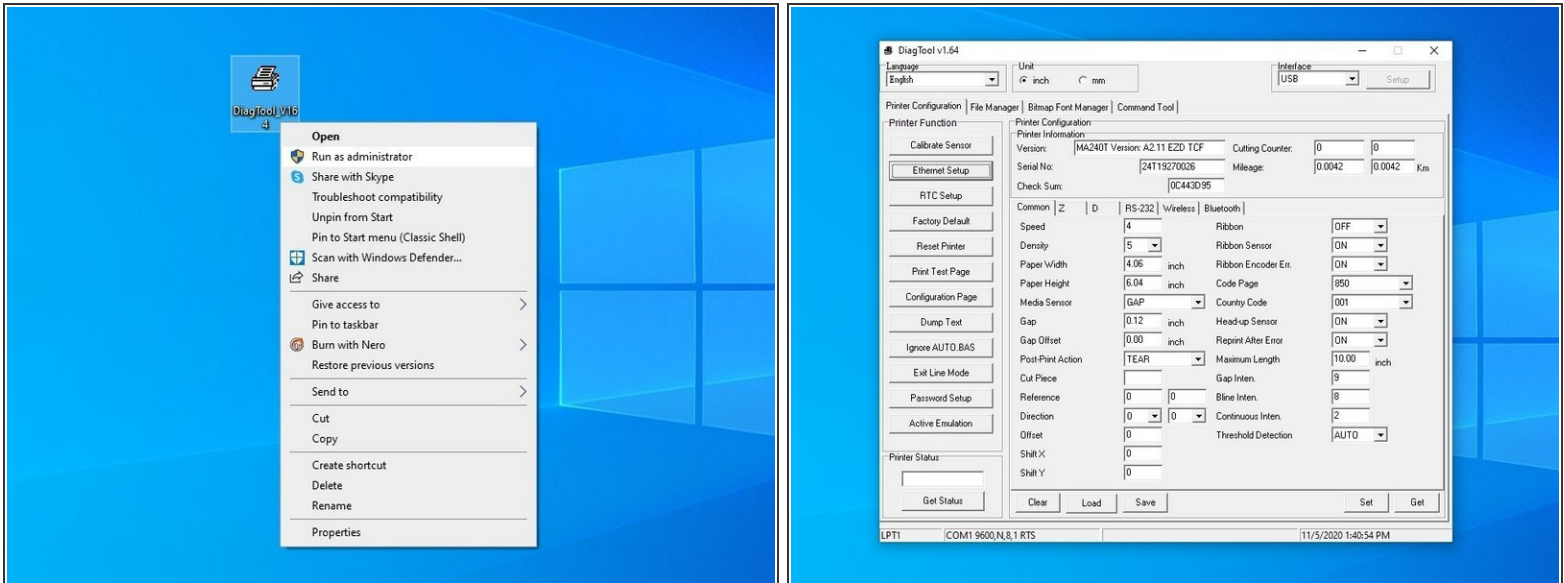 DiagTool_V16
4
Open
Run as administrator
Share with Skype
Troubleshoot compatibility
Unpin from Start
Pin to Start menu (Classic Shell)
Scan with Windows Defender...
Share
Give access to
Pin to taskbar
Burn with Nero
Restore previous versions
Send to
Cut
Copy
Create shortcut
Delete
Rename
Properties
DiagTool v1.64
Language
English
Unit
inch mm
Interface
USB Setup
Printer Configuration File Manager Bitmap Font Manager Command Tool
Printer Function
Calibrate Sensor
Ethernet Setup
RTC Setup
Factory Default
Reset Printer
Print Test Page
Configuration Page
Dump Text
Ignore AUTO.BAS
Exit Line Mode
Password Setup
Active Emulation
Printer Status
Get Status
Printer Configuration
Printer Information
Version: MA240T Version: A2.11 EZD TCF Cutting Counter: 0 0
Serial No: 24T19270026 Mileage: 0.0042 0.0042 Km
Check Sum: 0C443D95
Common Z D RS-232 Wireless Bluetooth
Speed 4 Ribbon OFF
Density 5 Ribbon Sensor ON
Paper Width 4.06 inch Ribbon Encoder Err. ON
Paper Height 6.04 inch Code Page 850
Media Sensor GAP Country Code 001
Gap 0.12 inch Head-up Sensor ON
Gap Offset 0.00 inch Reprint After Error ON
Post-Print Action TEAR Maximum Length 10.00 inch
Cut Piece Gap Inten. 9
Reference 0 0 Bline Inten. 8
Direction 0 0 Continuous Inten. 2
Offset 0 Threshold Detection AUTO
Shift X 0
Shift Y 0
Clear Load Save Set Get
LPT1 COM1 9600,N,8,1 RTS 11/5/2020 1:40:54 PM